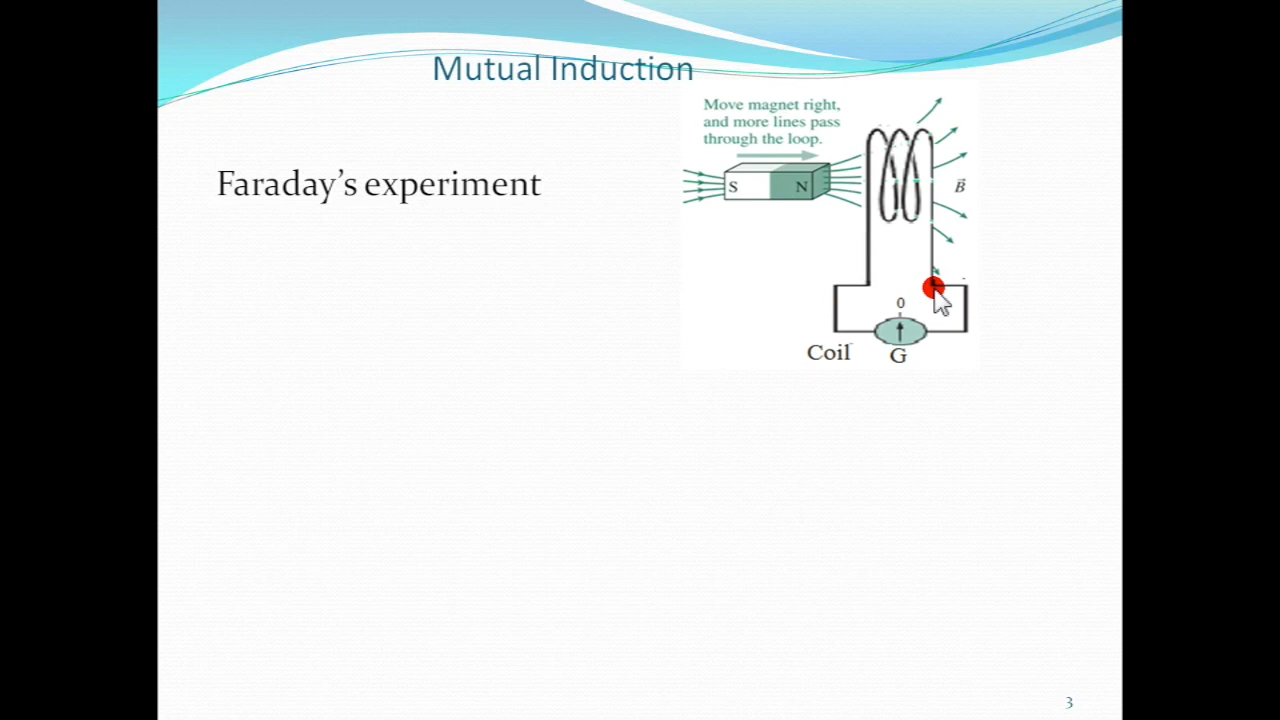 Mutual Induction
Move magnet right,
and more lines pass
through the loop.
Faraday's experiment
S
N
B
0
Coil
G
3